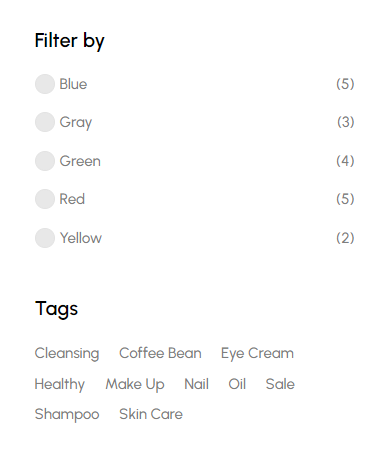 Filter by
Blue (5)
Gray (3)
Green (4)
Red (5)
Yellow (2)
Tags
Cleansing Coffee Bean Eye Cream
Healthy Make Up Nail Oil Sale
Shampoo Skin Care